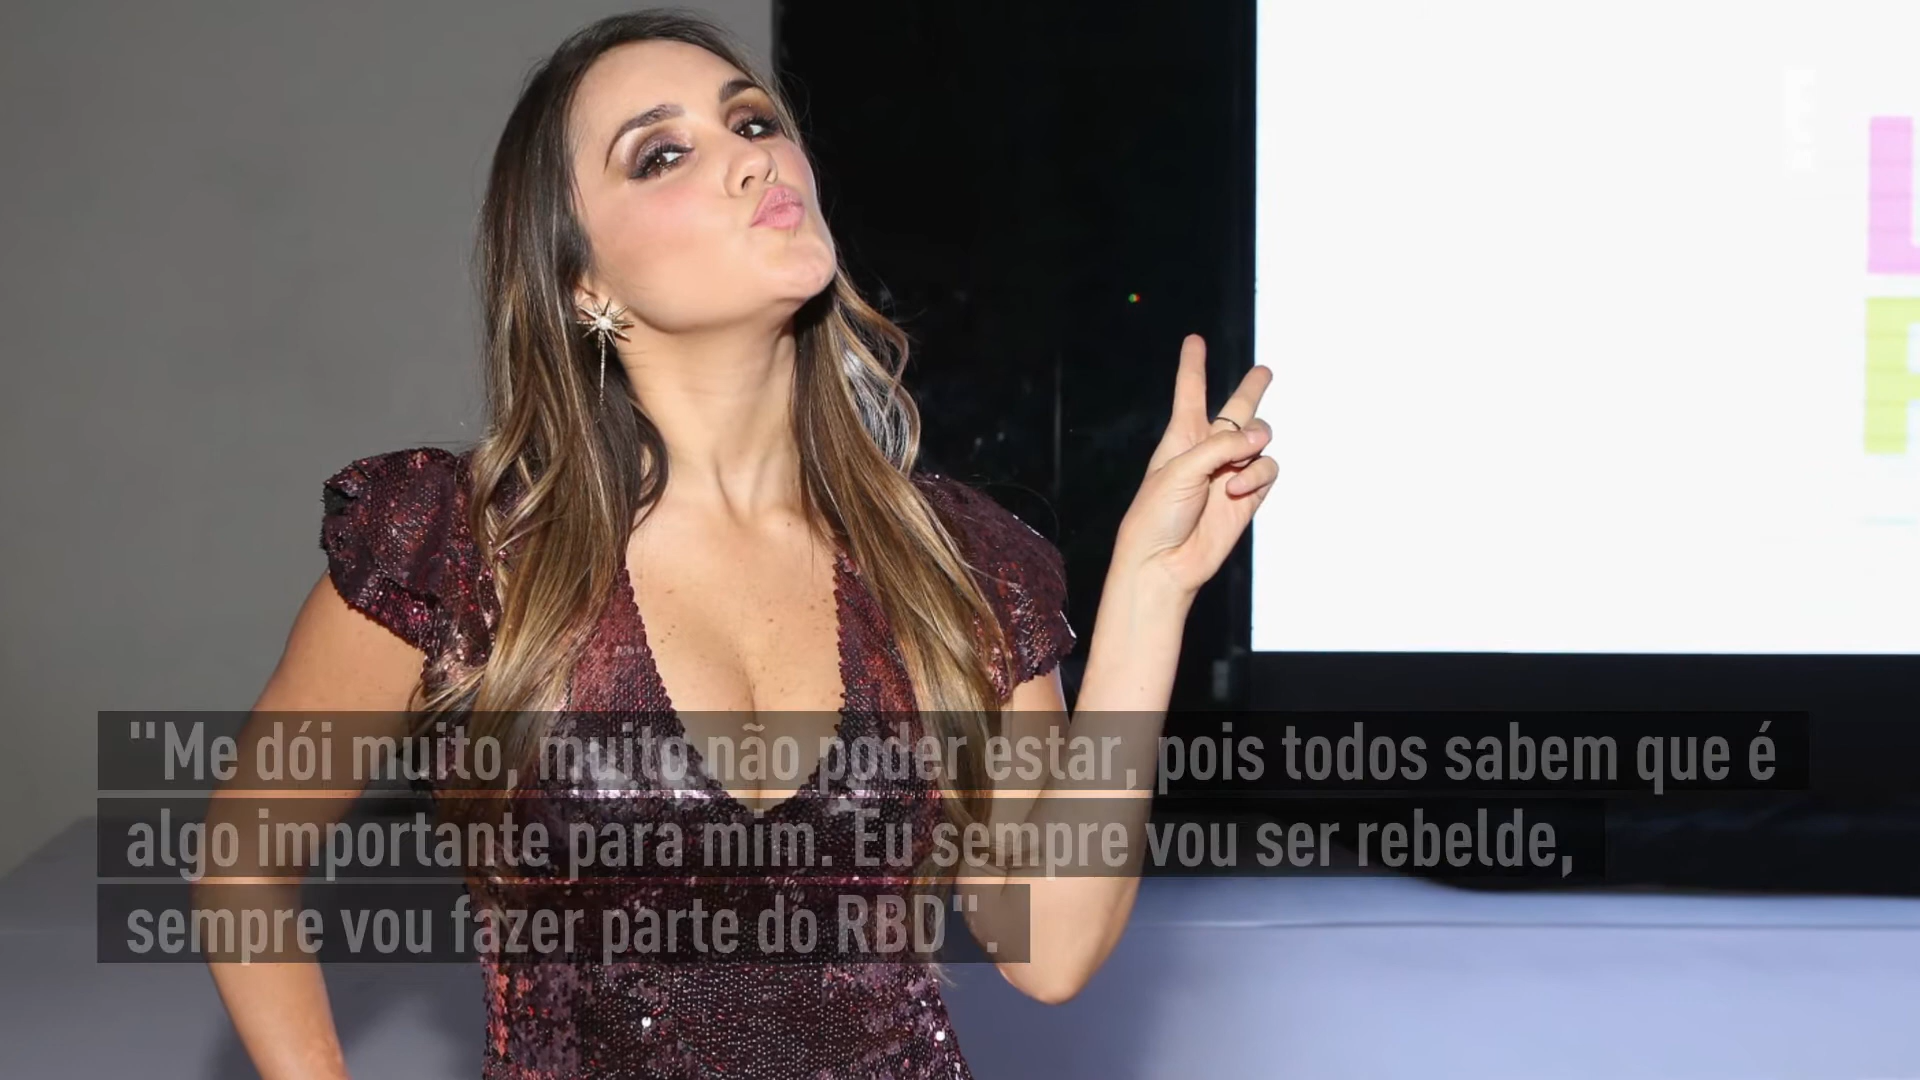 "Me dói muito, muito não poder estar, pois todos sabem que é
algo importante para mim. Eu sempre vou ser rebelde,
sempre vou fazer parte do RBD".
E!
L